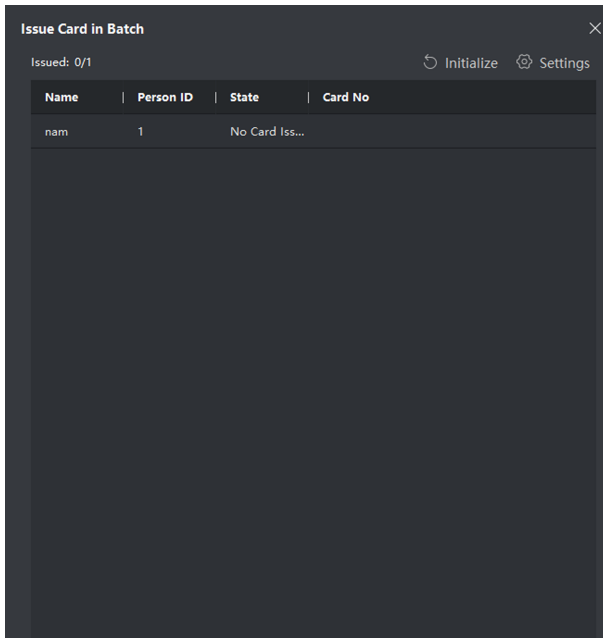 Issue Card in Batch
Issued: 0/1 Initialize Settings
Name | Person ID | State | Card No
nam 1 No Card Iss...